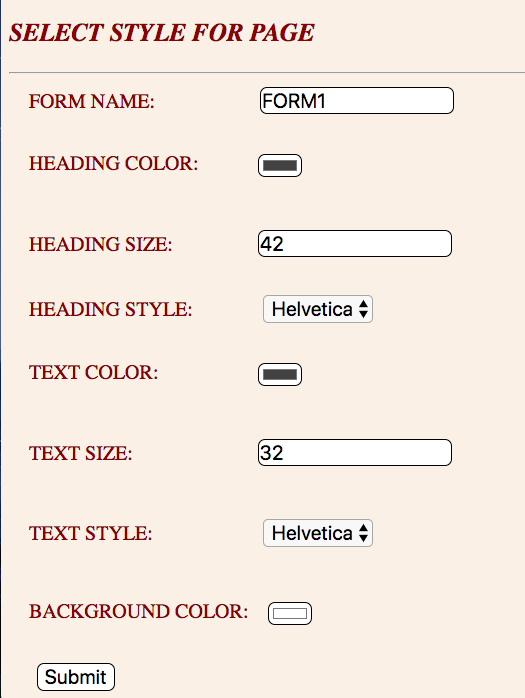 SELECT STYLE FOR PAGE
FORM NAME: FORM1
HEADING COLOR:
HEADING SIZE: 42
HEADING STYLE: Helvetica
TEXT COLOR:
TEXT SIZE: 32
TEXT STYLE: Helvetica
BACKGROUND COLOR:
Submit